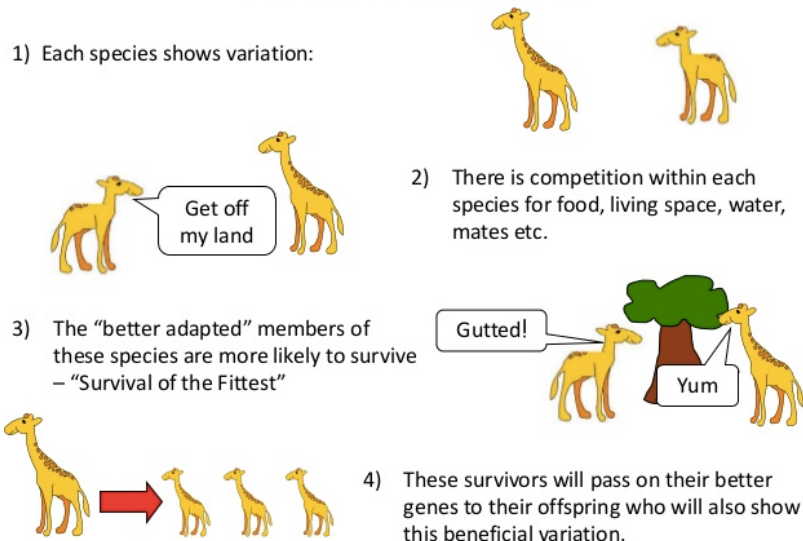 1) Each species shows variation:
Get off
my land
2) There is competition within each
species for food, living space, water,
mates etc.
3) The “better adapted” members of
these species are more likely to survive
– “Survival of the Fittest”
Gutted!
Yum
4) These survivors will pass on their better
genes to their offspring who will also show
this beneficial variation.